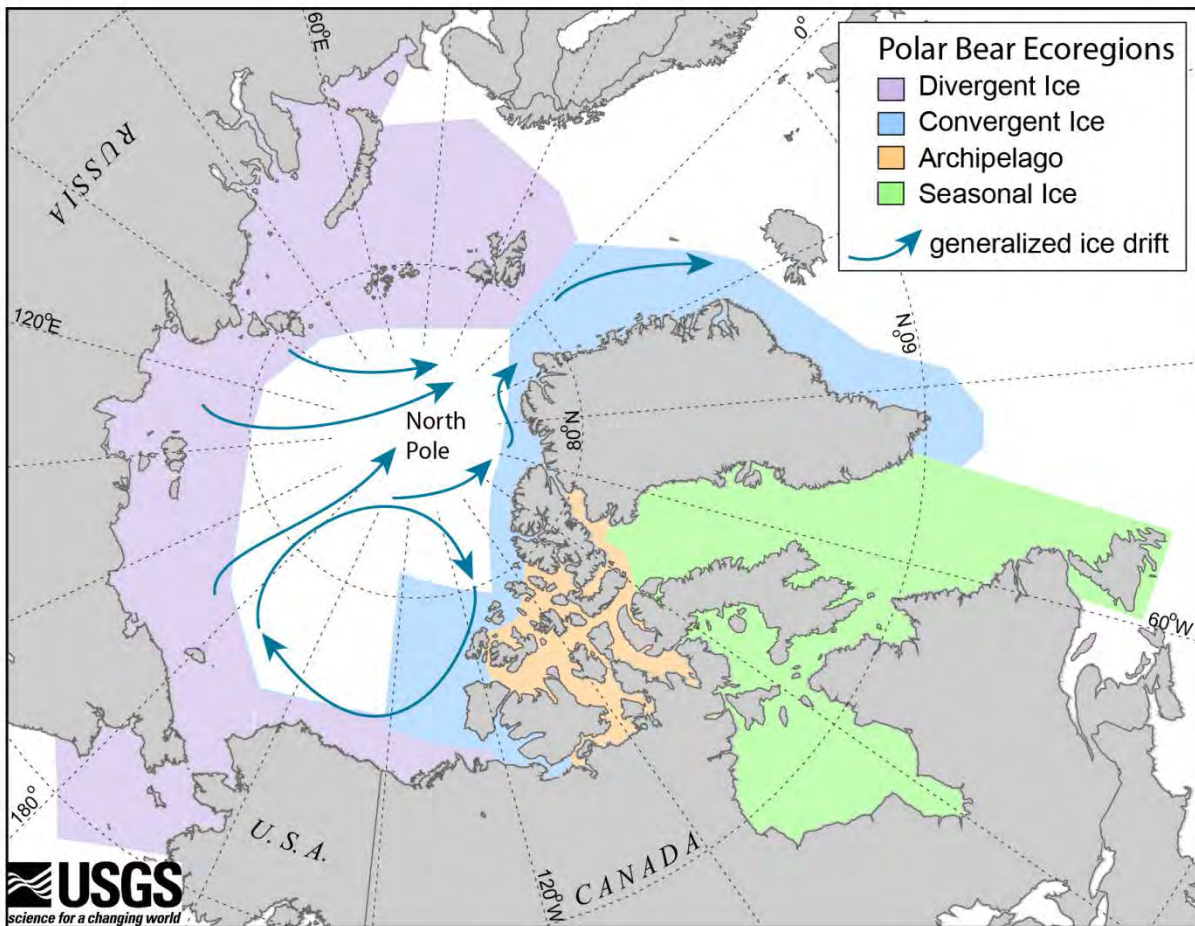 60°E
0°
Polar Bear Ecoregions
Divergent Ice
Convergent Ice
Archipelago
Seasonal Ice
generalized ice drift
RUSSIA
120°E
60°N
North
Pole
80°N
60°W
180°
U.S.A.
CANADA
120°W
USGS
science for a changing world